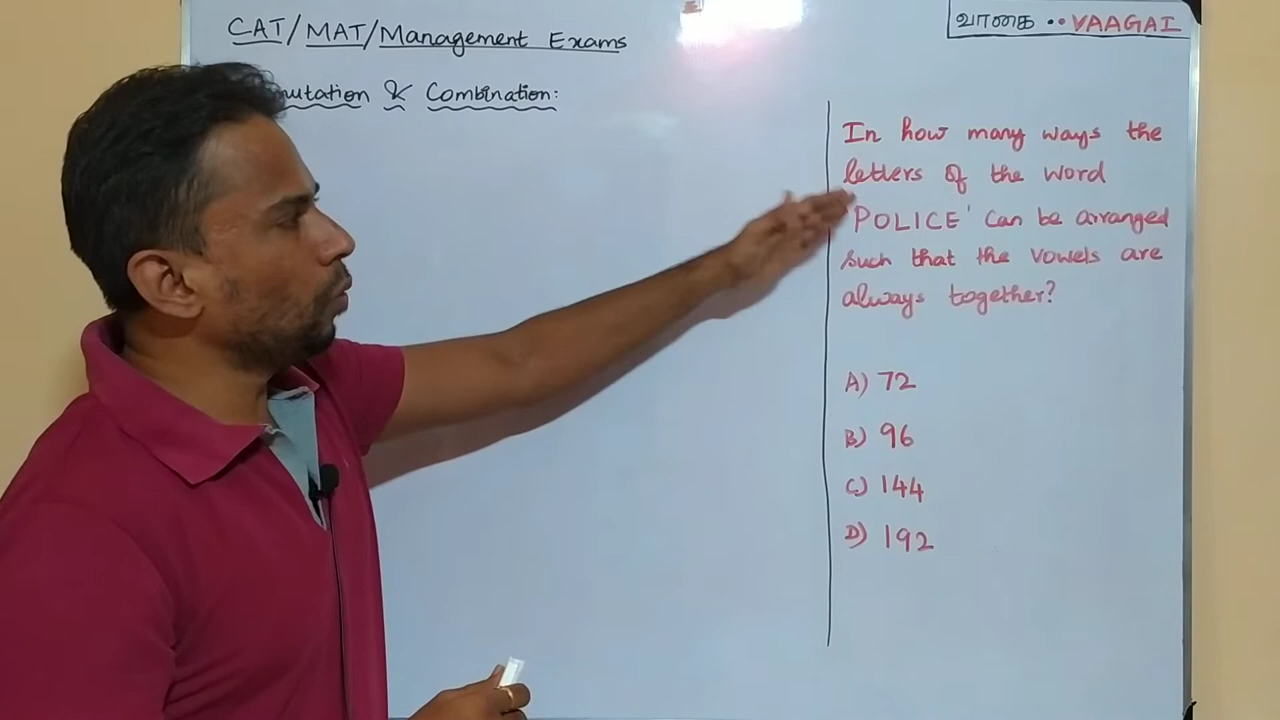 CAT/MAT/Management Exams
வாகை ••VAAGAI
mutation & Combination:
In how many ways the
letters of the word
'POLICE' can be arranged
such that the vowels are
always together?
A) 72
B) 96
C) 144
D) 192